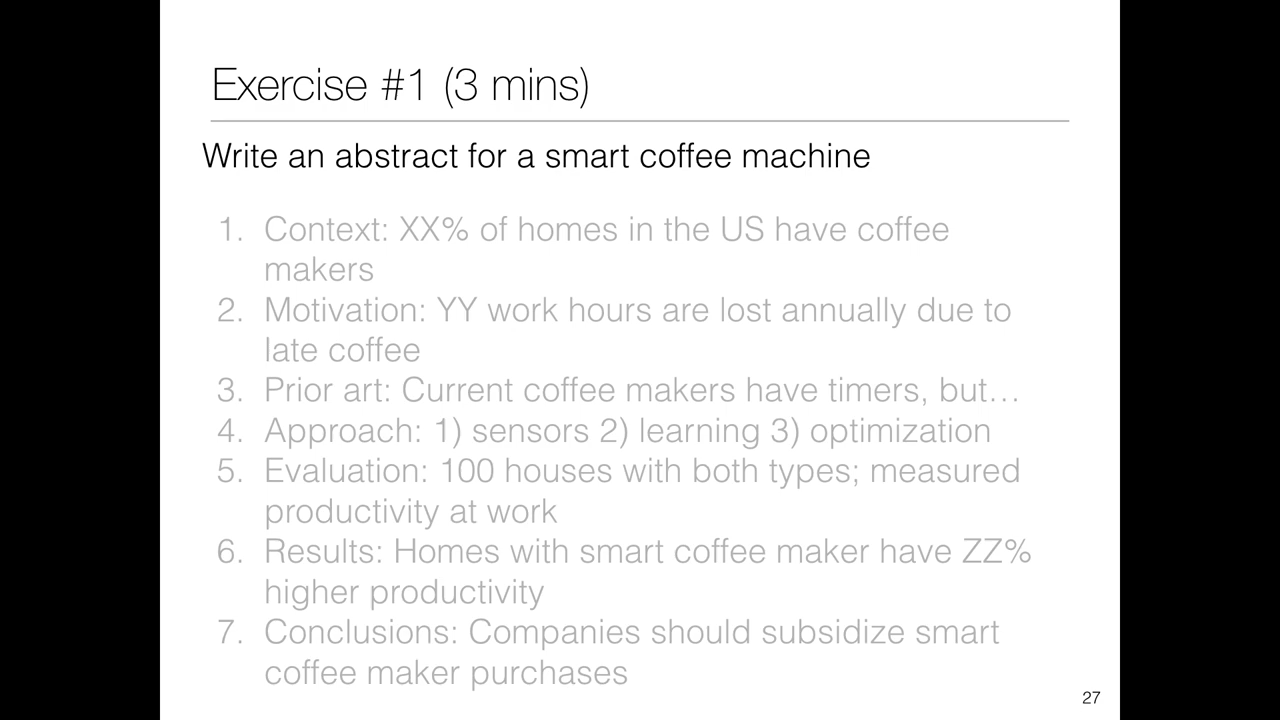 Exercise #1 (3 mins)
Write an abstract for a smart coffee machine
1. Context: XX% of homes in the US have coffee
makers
2. Motivation: YY work hours are lost annually due to
late coffee
3. Prior art: Current coffee makers have timers, but…
4. Approach: 1) sensors 2) learning 3) optimization
5. Evaluation: 100 houses with both types; measured
productivity at work
6. Results: Homes with smart coffee maker have ZZ%
higher productivity
7. Conclusions: Companies should subsidize smart
coffee maker purchases
27